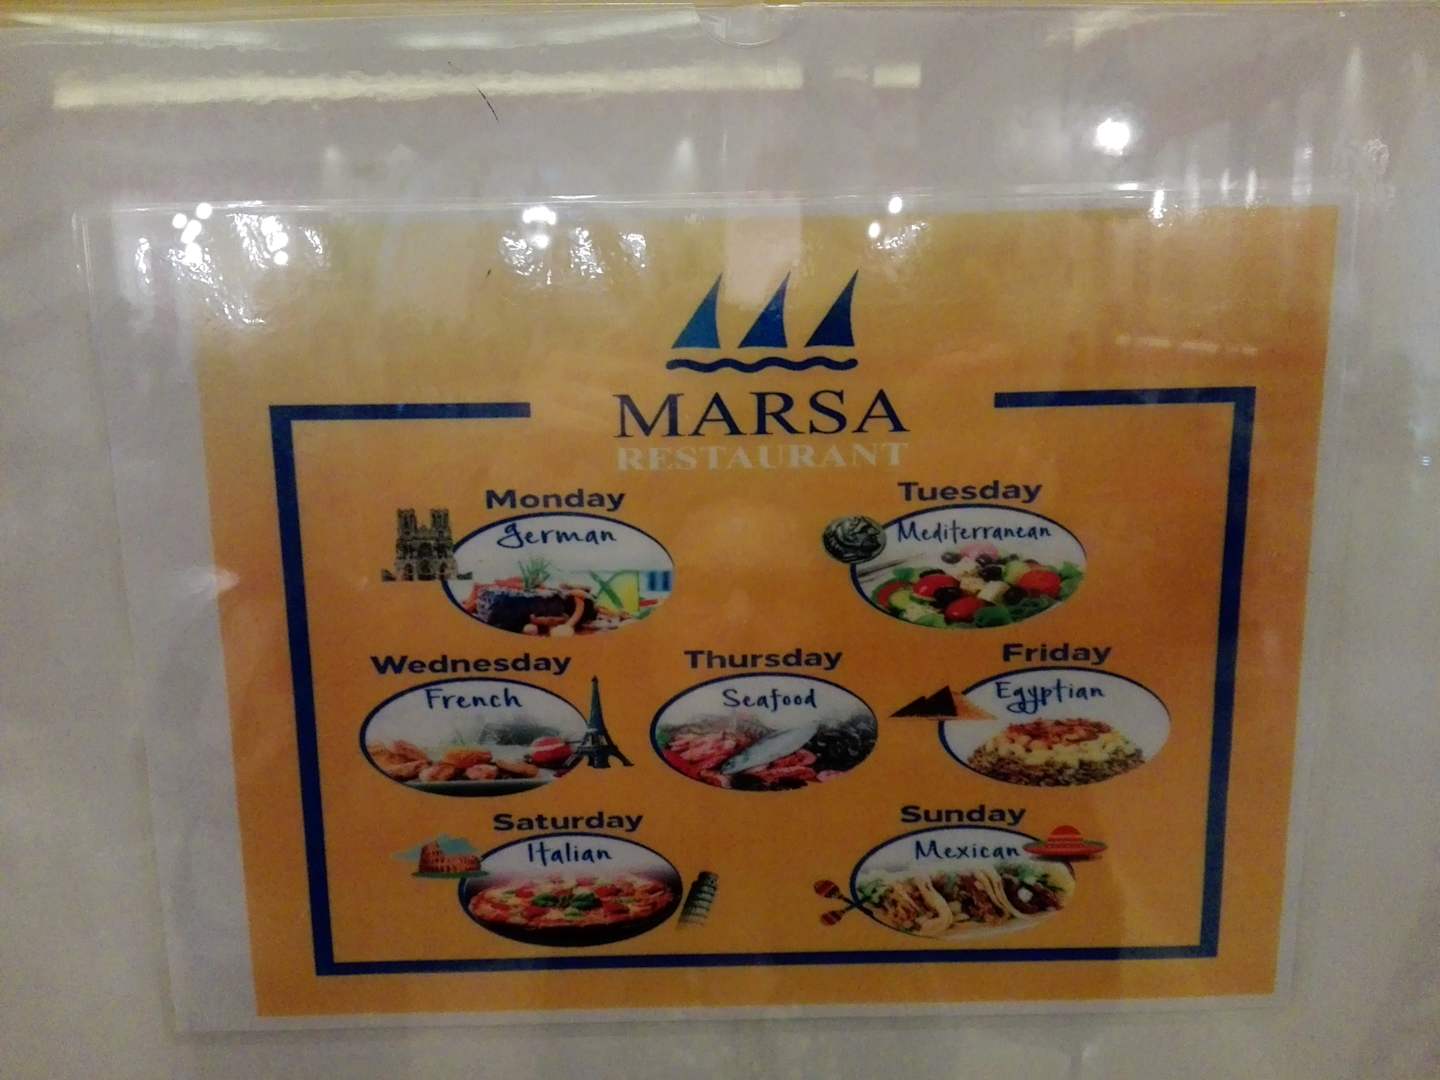 MARSA
RESTAURANT
Monday
German
Tuesday
Mediterranean
Wednesday
French
Thursday
Seafood
Friday
Egyptian
Saturday
Italian
Sunday
Mexican